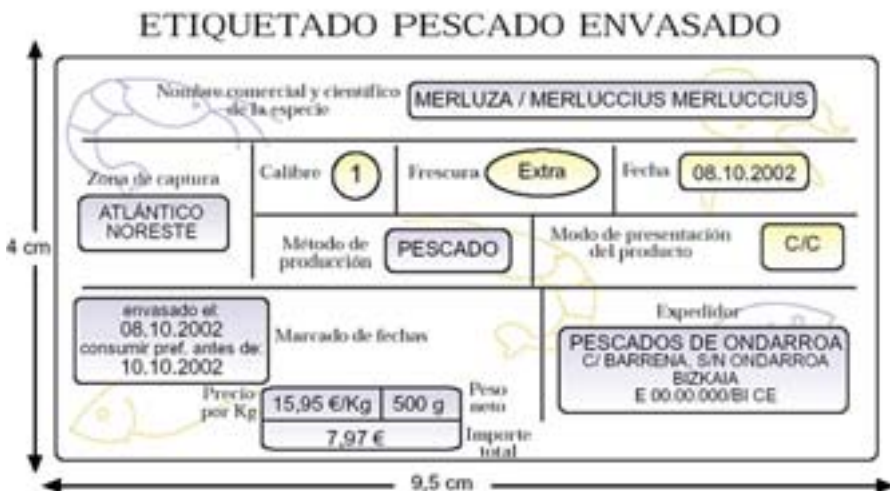 ETIQUETADO PESCADO ENVASADO
Nombre comercial y científico
de la especie
MERLUZA / MERLUCCIUS MERLUCCIUS
Zona de captura
ATLÁNTICO
NORESTE
Calibre
1
Frescura
Extra
Fecha
08.10.2002
Método de
producción
PESCADO
Modo de presentación
del producto
C/C
4 cm
envasado el:
08.10.2002
consumir pref. antes de:
10.10.2002
Marcado de fechas
Expedidor
PESCADOS DE ONDARROA
C/ BARRENA, S/N ONDARROA
BIZKAIA
E 00.00.000/BI CE
Precio
por Kg
15,95 €/Kg
500 g
Peso
neto
7,97 €
Importe
total
9,5 cm